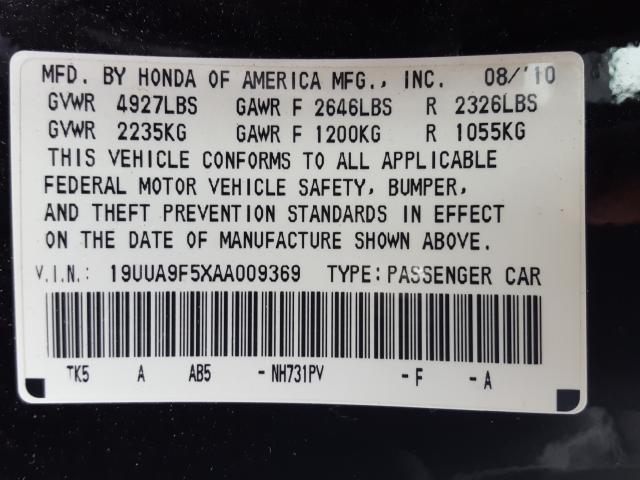 MFD. BY HONDA OF AMERICA MFG., INC. 08/'10
GVWR 4927LBS GAWR F 2646LBS R 2326LBS
GVWR 2235KG GAWR F 1200KG R 1055KG
THIS VEHICLE CONFORMS TO ALL APPLICABLE
FEDERAL MOTOR VEHICLE SAFETY, BUMPER,
AND THEFT PREVENTION STANDARDS IN EFFECT
ON THE DATE OF MANUFACTURE SHOWN ABOVE.
V.I.N.: 19UUA9F5XAA009369 TYPE:PASSENGER CAR
TK5 A AB5 -NH731PV -F -A